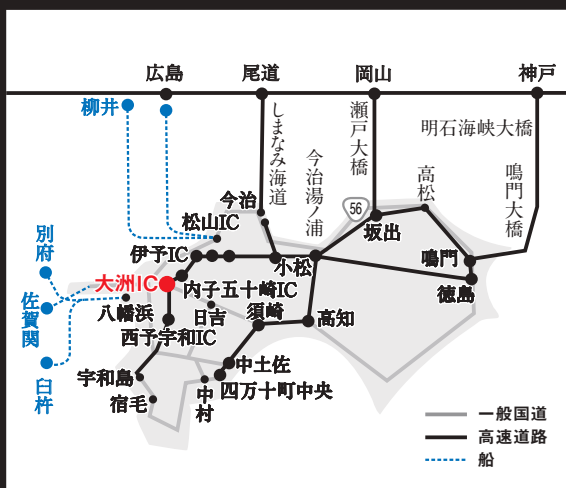 広島
尾道
岡山
神戸
柳井
しまなみ海道
今治湯ノ浦
瀬戸大橋
明石海峡大橋
高松
鳴門大橋
今治
松山IC
56
坂出
別府
伊予IC
小松
鳴門
大洲IC
内子五十崎IC
徳島
佐賀関
八幡浜
日吉
須崎
高知
西予宇和IC
臼杵
中土佐
宇和島
四万十町中央
宿毛
中村
一般国道
高速道路
船